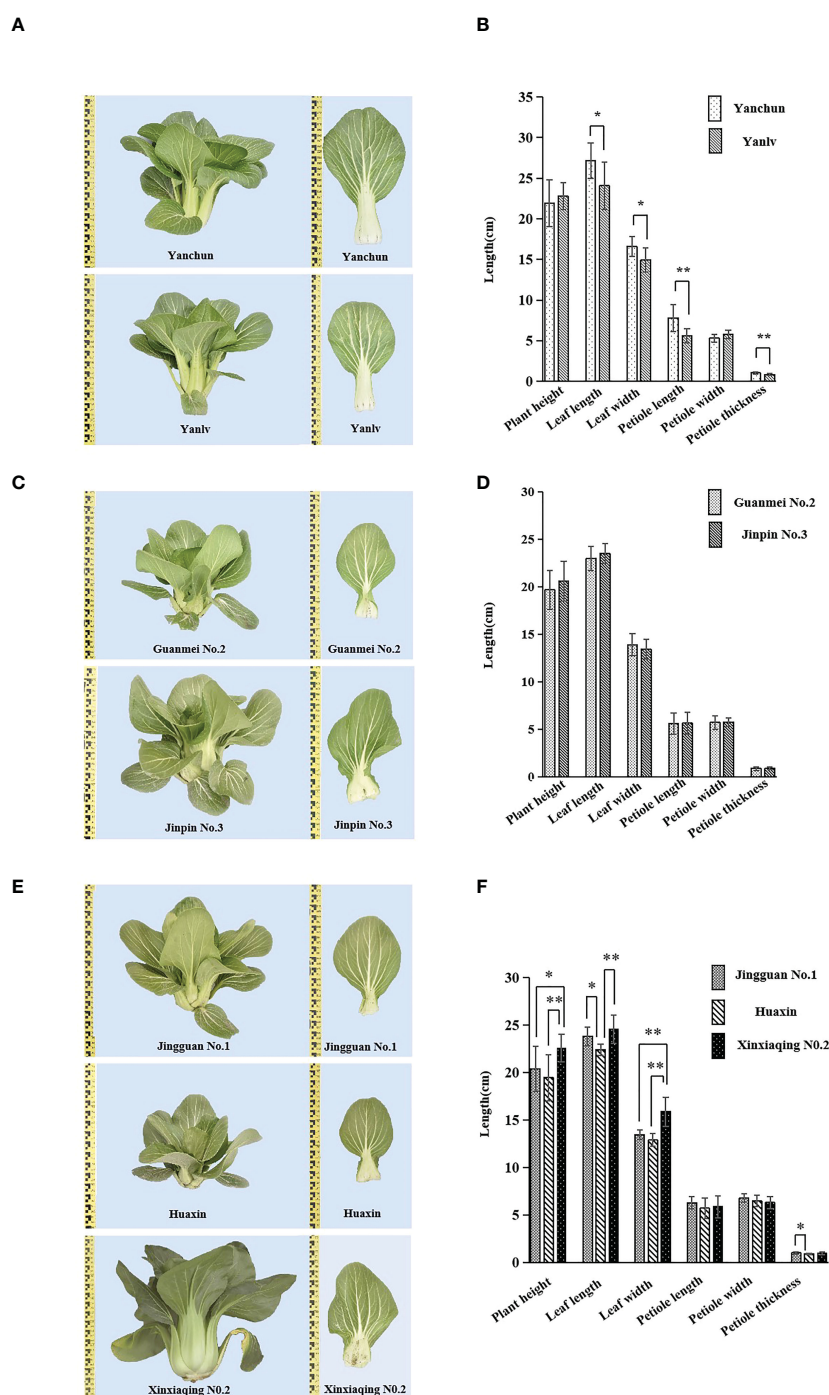 A
Yanchun
Yanchun
Yanlv
Yanlv
B
Length(cm)
35
30
25
20
15
10
5
0
*
*
**
**
Yanchun
Yanlv
Plant height
Leaf length
Leaf width
Petiole length
Petiole width
Petiole thickness
C
Guanmei No.2
Guanmei No.2
Jinpin No.3
Jinpin No.3
D
Length(cm)
30
25
20
15
10
5
0
Guanmei No.2
Jinpin No.3
Plant height
Leaf length
Leaf width
Petiole length
Petiole width
Petiole thickness
E
Jingguan No.1
Jingguan No.1
Huaxin
Huaxin
Xinxiaqing N0.2
Xinxiaqing N0.2
F
Length(cm)
30
25
20
15
10
5
0
*
**
*
**
**
**
*
Jingguan No.1
Huaxin
Xinxiaqing N0.2
Plant height
Leaf length
Leaf width
Petiole length
Petiole width
Petiole thickness